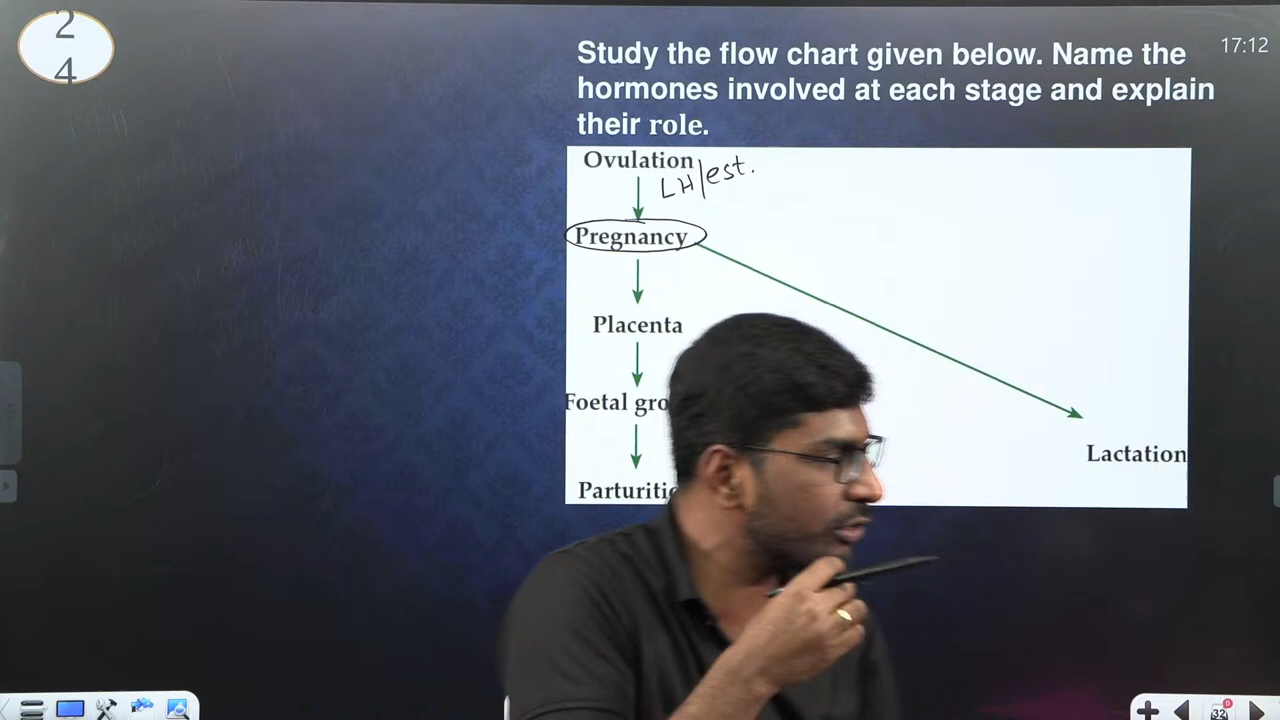 2
4
17:12
Study the flow chart given below. Name the
hormones involved at each stage and explain
their role.
Ovulation
LH/est.
Pregnancy
Placenta
Foetal gro
Lactation
Parturitio
32